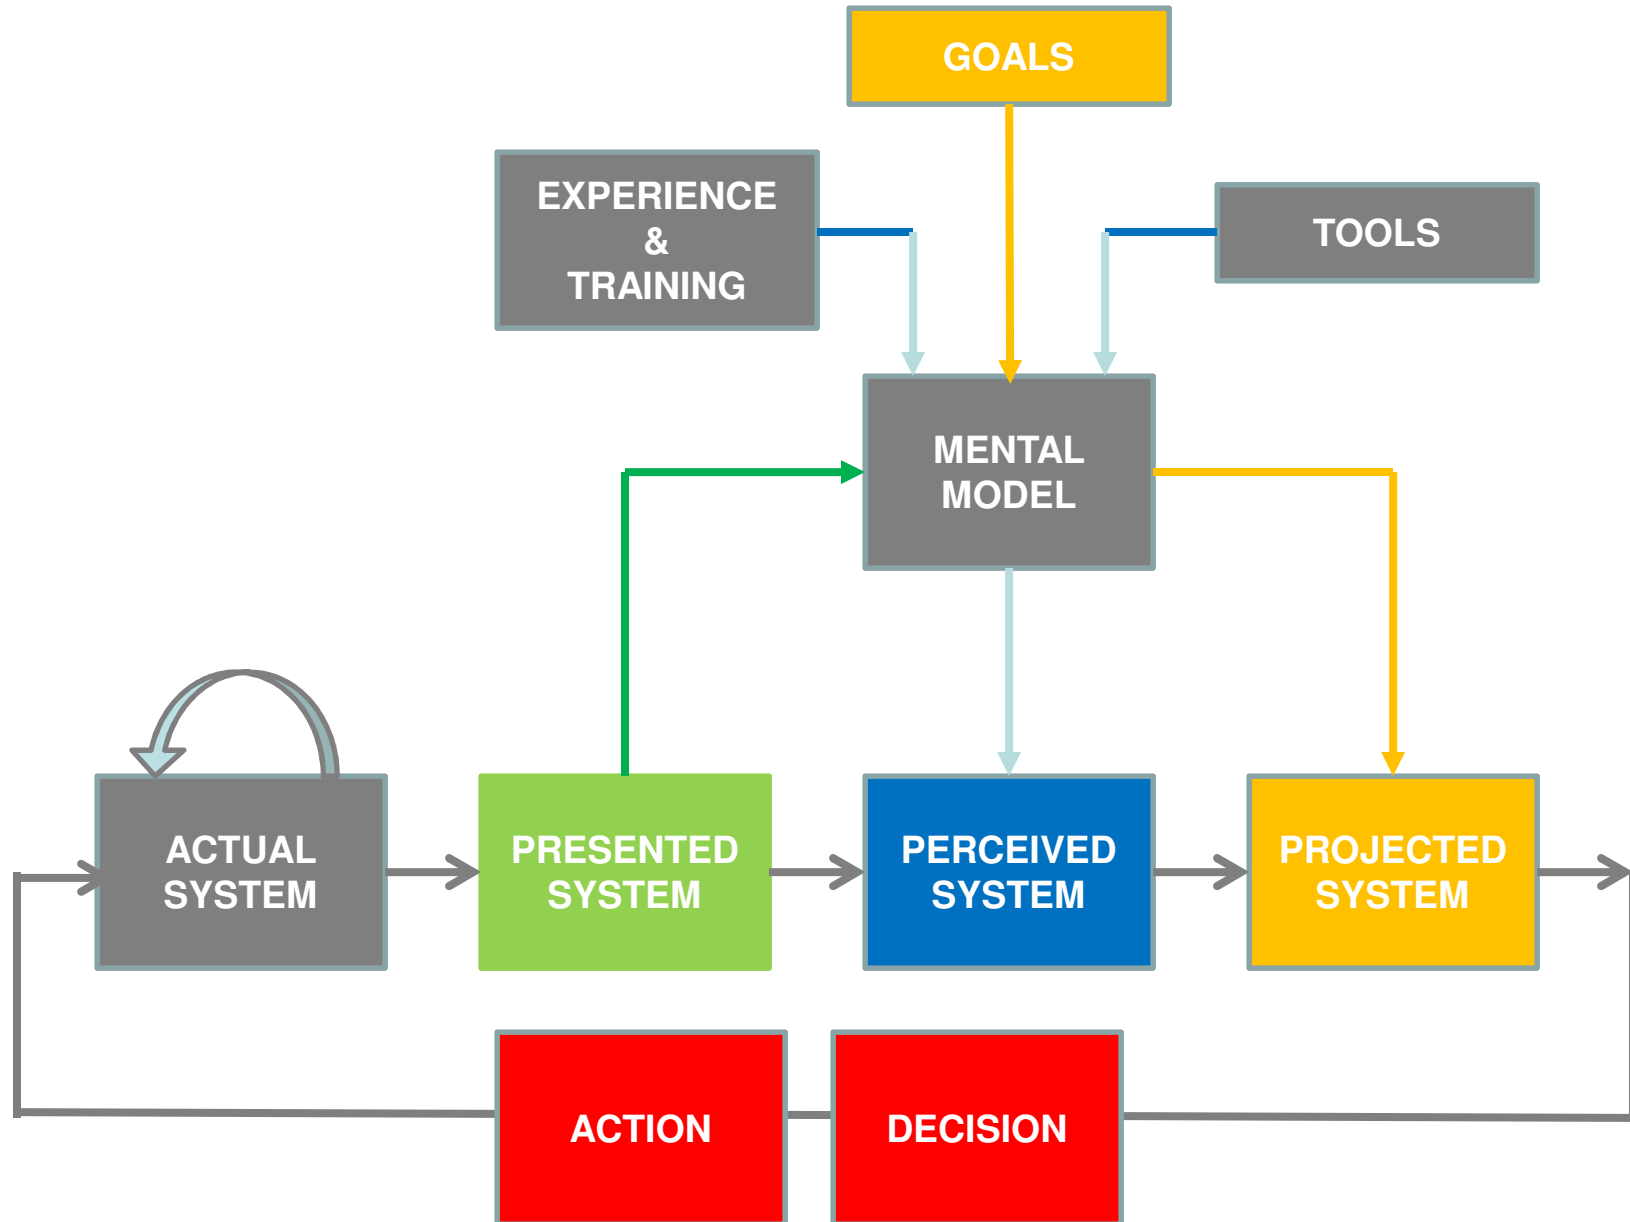 GOALS
EXPERIENCE
&
TRAINING
TOOLS
MENTAL
MODEL
ACTUAL
SYSTEM
PRESENTED
SYSTEM
PERCEIVED
SYSTEM
PROJECTED
SYSTEM
ACTION
DECISION